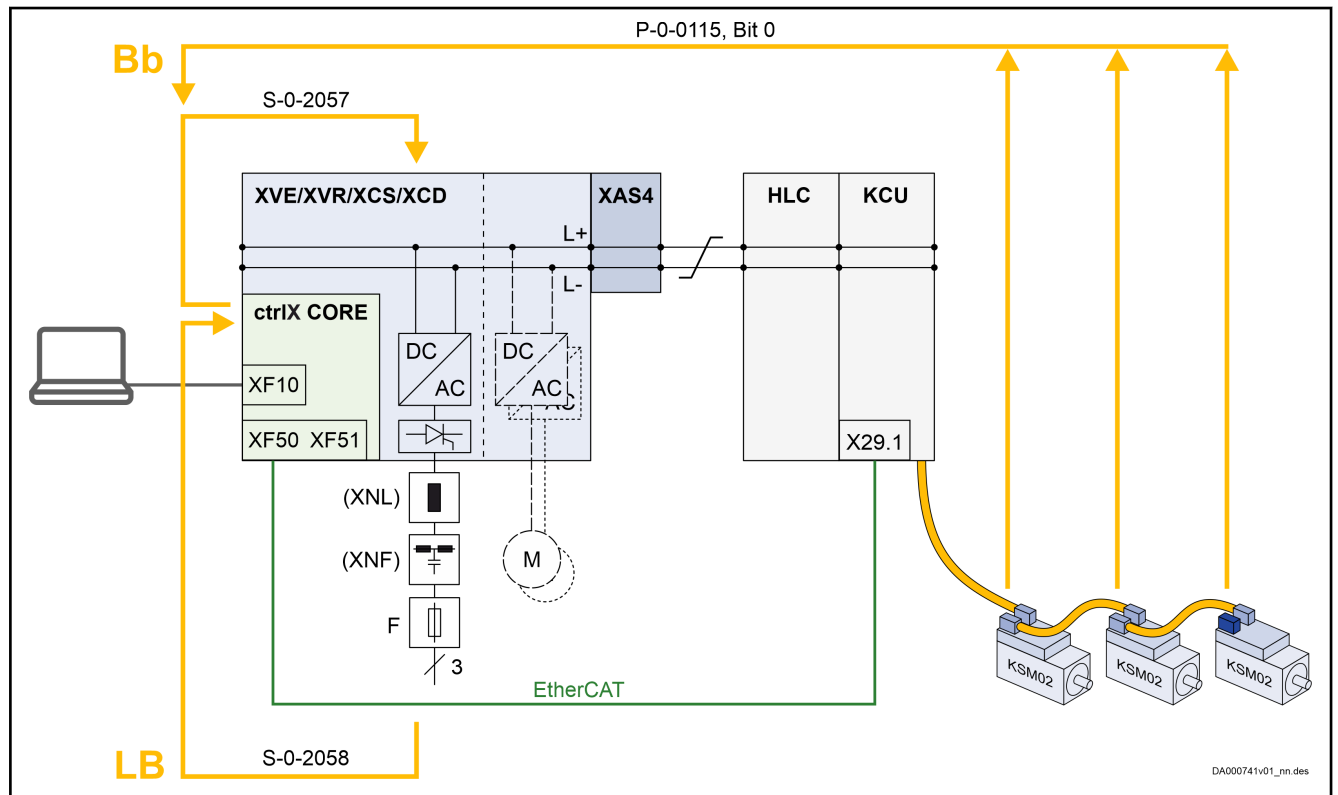 P-0-0115, Bit 0
Bb
S-0-2057
XVE/XVR/XCS/XCD
XAS4
HLC
KCU
L+
L-
ctrlX CORE
DC
AC
DC
AC
AC
XF10
XF50 XF51
X29.1
(XNL)
(XNF)
M
F
3
KSM02
KSM02
KSM02
EtherCAT
LB
S-0-2058
DA000741v01_nn.des